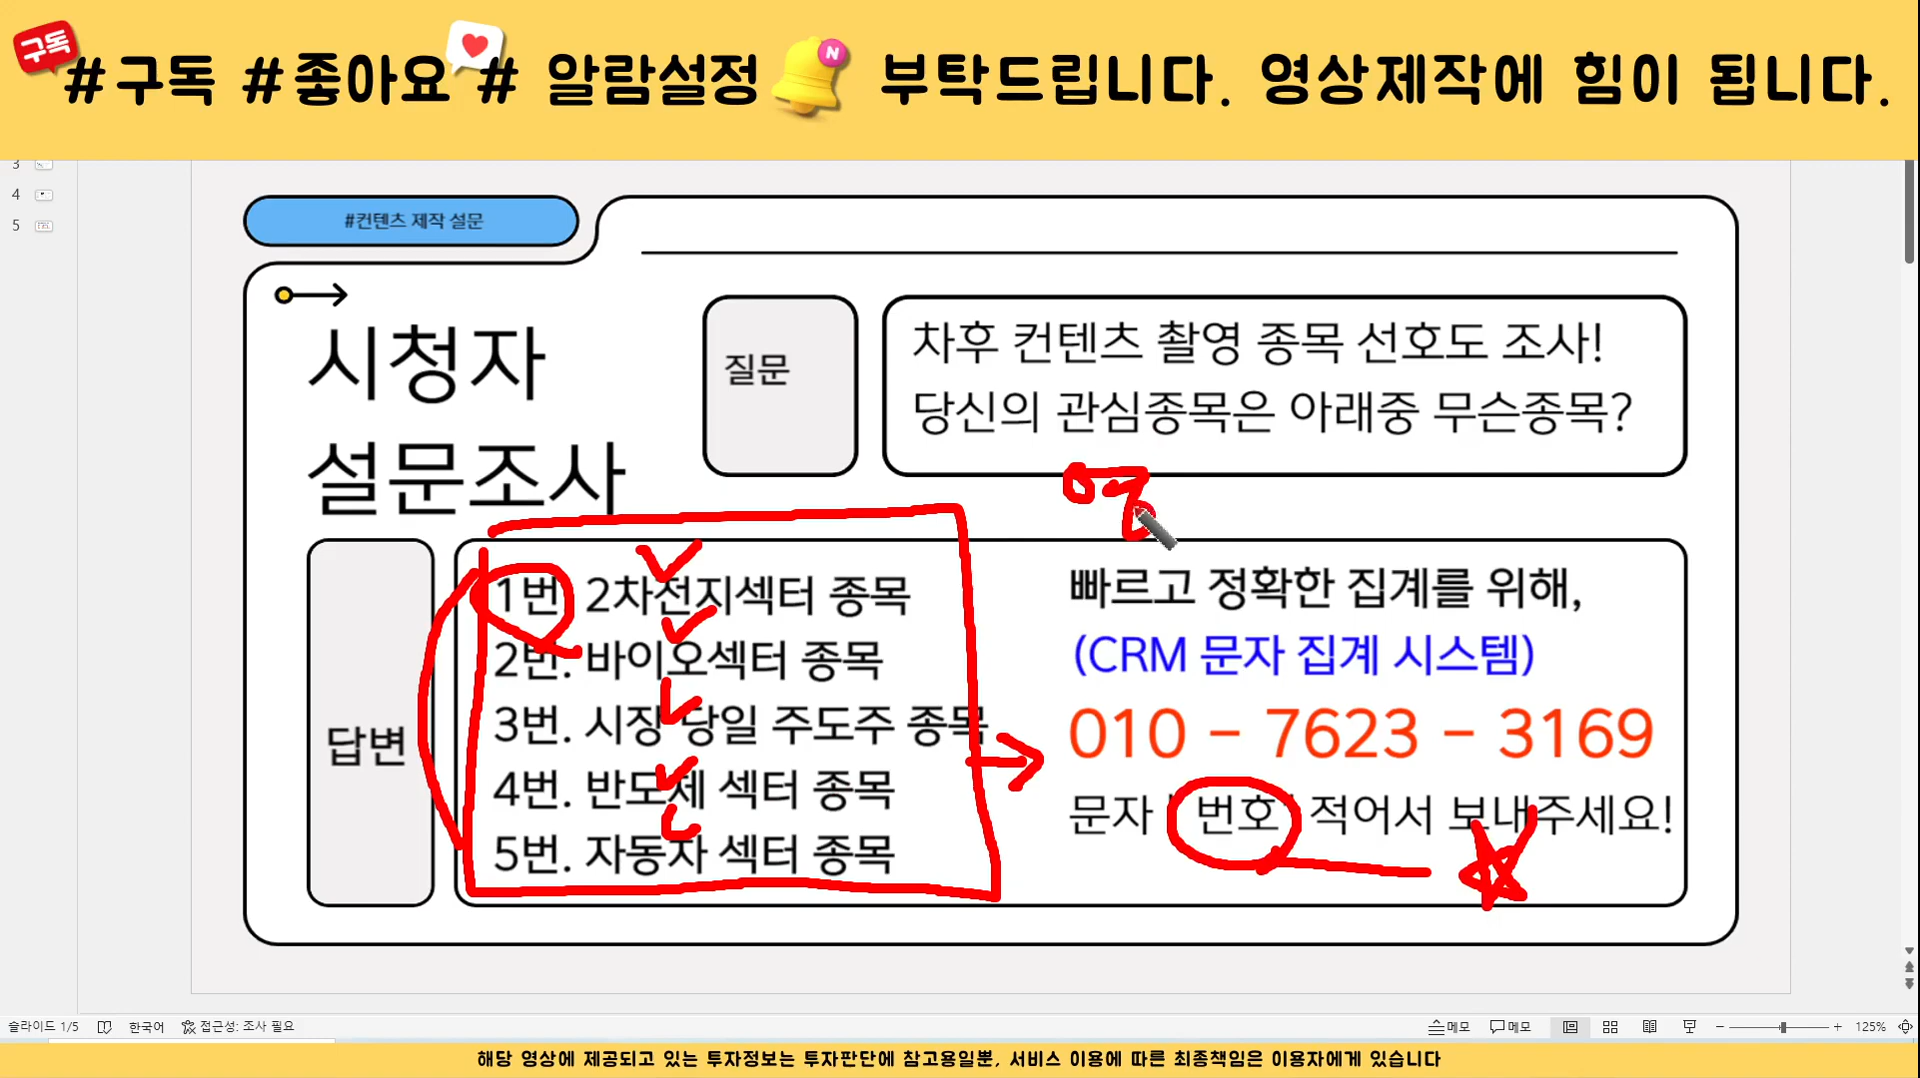 구독
#구독 #좋아요 # 알람설정 부탁드립니다. 영상제작에 힘이 됩니다.
N
3
4
5
#컨텐츠 제작 설문
시청자
설문조사
질문
차후 컨텐츠 촬영 종목 선호도 조사!
당신의 관심종목은 아래중 무슨종목?
답변
1번. 2차전지섹터 종목
2번. 바이오섹터 종목
3번. 시장 당일 주도주 종목
4번. 반도체 섹터 종목
5번. 자동차 섹터 종목
빠르고 정확한 집계를 위해,
(CRM 문자 집계 시스템)
010 - 7623 - 3169
문자 '번호' 적어서 보내주세요!
슬라이드 1/5 한국어 접근성: 조사 필요
메모 메모 125%
해당 영상에 제공되고 있는 투자정보는 투자판단에 참고용일뿐, 서비스 이용에 따른 최종책임은 이용자에게 있습니다